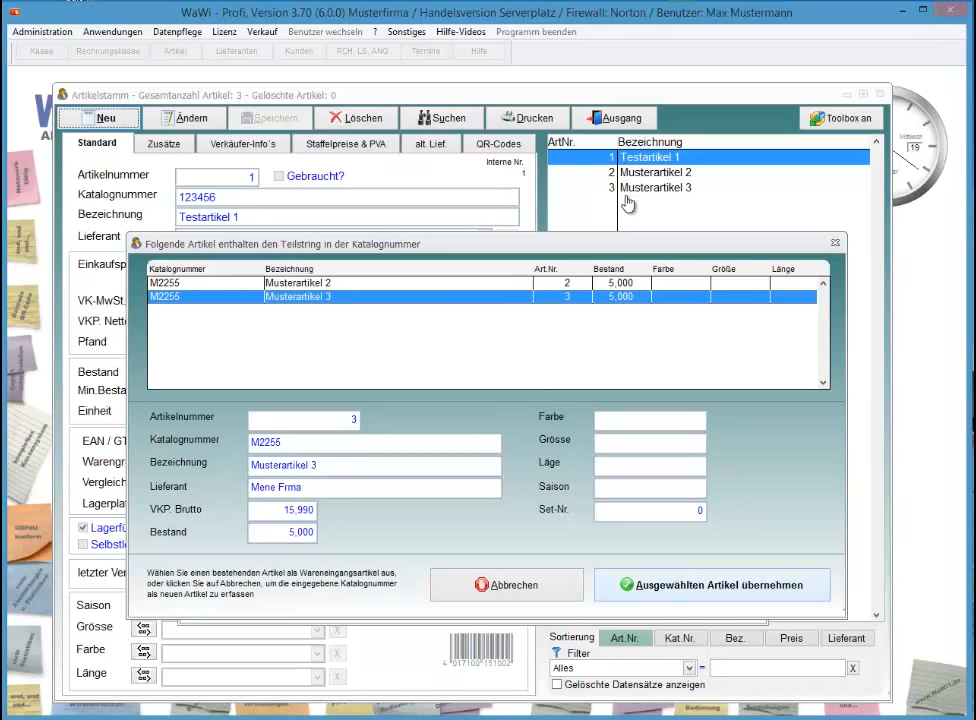 WaWi - Profi, Version 3.70 (6.0.0) Musterfirma / Handelsversion Serverplatz / Firewall: Norton / Benutzer: Max Mustermann
Administration Anwendungen Datenpflege Lizenz Verkauf Benutzer wechseln ? Sonstiges Hilfe-Videos Programm beenden
Kasse Rechnungskasse Artikel Lieferanten Kunden RCH, LS, ANG Termine Hilfe
Artikelstamm - Gesamtanzahl Artikel: 3 - Gelöschte Artikel: 0
Neu Ändern Speichern Löschen Suchen Drucken Ausgang Toolbox an
Standard Zusätze Verkäufer-Info´s Staffelpreise & PVA alt. Lief. QR-Codes
ArtNr. Bezeichnung
1 Testartikel 1
2 Musterartikel 2
3 Musterartikel 3
Mittwoch
19
Interne Nr.
1
Artikelnummer 1 Gebraucht?
Katalognummer 123456
Bezeichnung Testartikel 1
Lieferant
Einkaufsp
VK-MwSt.
VKP. Nett
Pfand
Bestand
Min.Besta
Einheit
EAN / GT
Warengr
Vergleich
Lagerplat
Lagerfü
Selbstl
letzter Ver
Folgende Artikel enthalten den Teilstring in der Katalognummer
Katalognummer Bezeichnung Art.Nr. Bestand Farbe Größe Länge
M2255 Musterartikel 2 2 5,000
M2255 Musterartikel 3 3 5,000
Artikelnummer 3 Farbe
Katalognummer M2255 Grösse
Bezeichnung Musterartikel 3 Läge
Lieferant Mene Frma Saison
VKP. Brutto 15,990 Set-Nr. 0
Bestand 5,000
Wählen Sie einen bestehenden Artikel als Wareneingangsartikel aus,
oder klicken Sie auf Abbrechen, um die eingegebene Katalognummer
als neuen Artikel zu erfassen
Abbrechen Ausgewählten Artikel übernehmen
Saison
Grösse X
Farbe X
Länge X
4 017100 151002
Sortierung Art.Nr. Kat.Nr. Bez. Preis Lieferant
Filter
Alles = X
Gelöschte Datensätze anzeigen